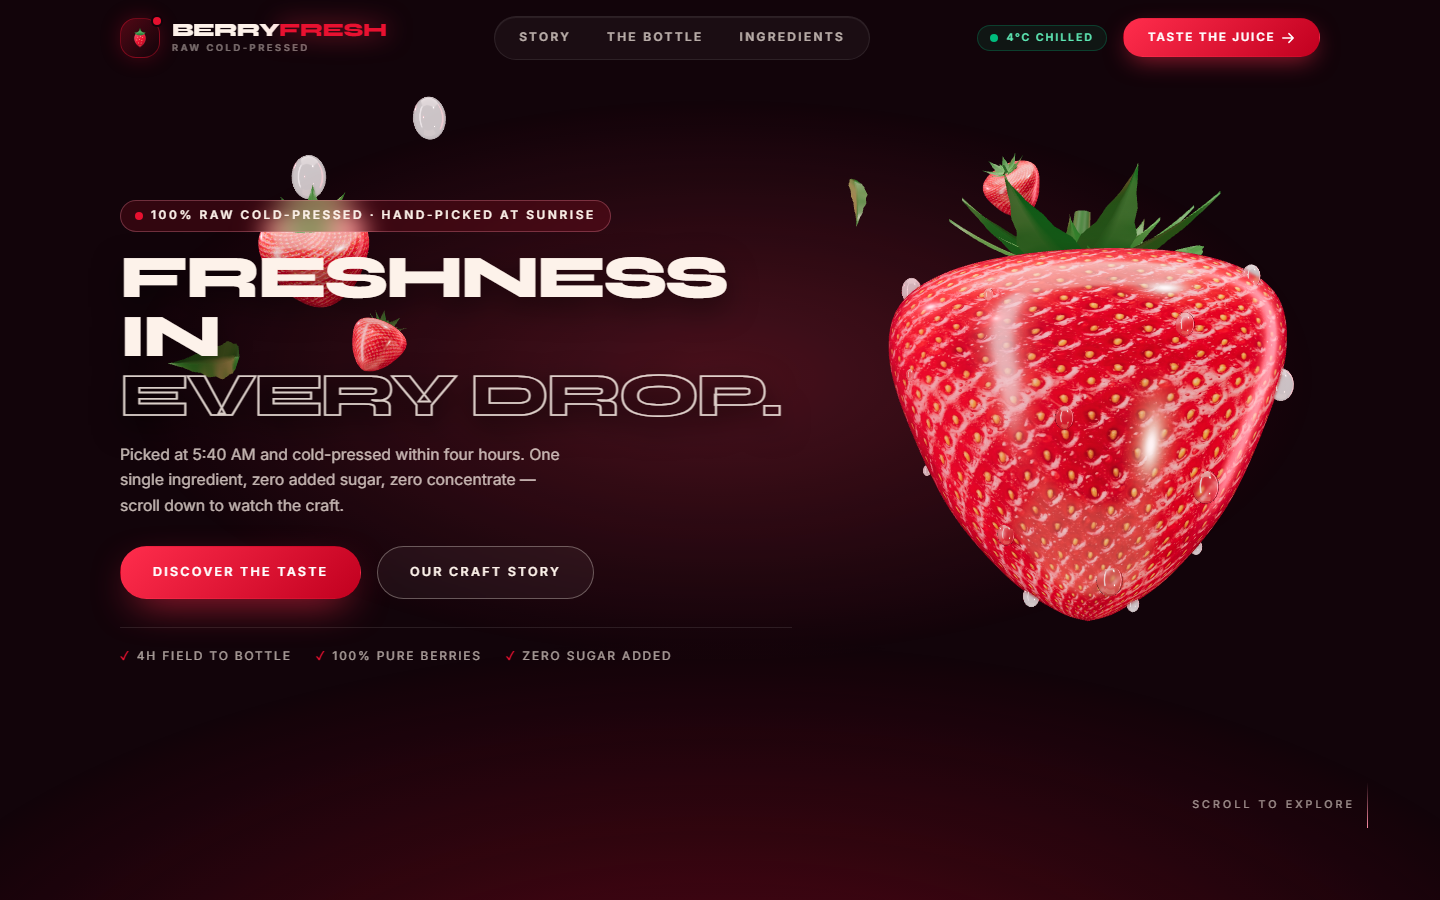 BERRYFRESH
RAW COLD-PRESSED
STORY
THE BOTTLE
INGREDIENTS
4°C CHILLED
TASTE THE JUICE →
100% RAW COLD-PRESSED · HAND-PICKED AT SUNRISE
FRESHNESS
IN
EVERY DROP.
Picked at 5:40 AM and cold-pressed within four hours. One
single ingredient, zero added sugar, zero concentrate —
scroll down to watch the craft.
DISCOVER THE TASTE
OUR CRAFT STORY
✓ 4H FIELD TO BOTTLE
✓ 100% PURE BERRIES
✓ ZERO SUGAR ADDED
SCROLL TO EXPLORE